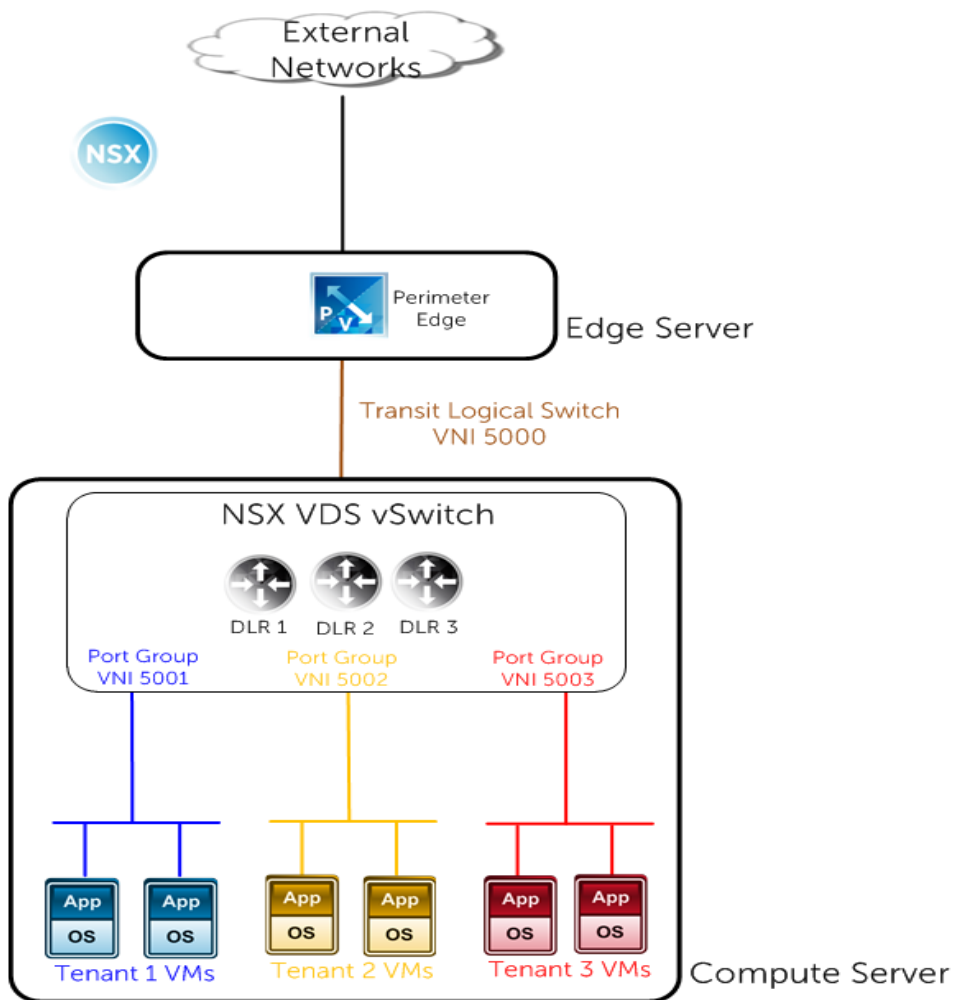 External
Networks
NSX
P V
Perimeter
Edge
Edge Server
Transit Logical Switch
VNI 5000
NSX VDS vSwitch
DLR 1 DLR 2 DLR 3
Port Group Port Group Port Group
VNI 5001 VNI 5002 VNI 5003
App App App App App App
OS OS OS OS OS OS
Tenant 1 VMs Tenant 2 VMs Tenant 3 VMs
Compute Server